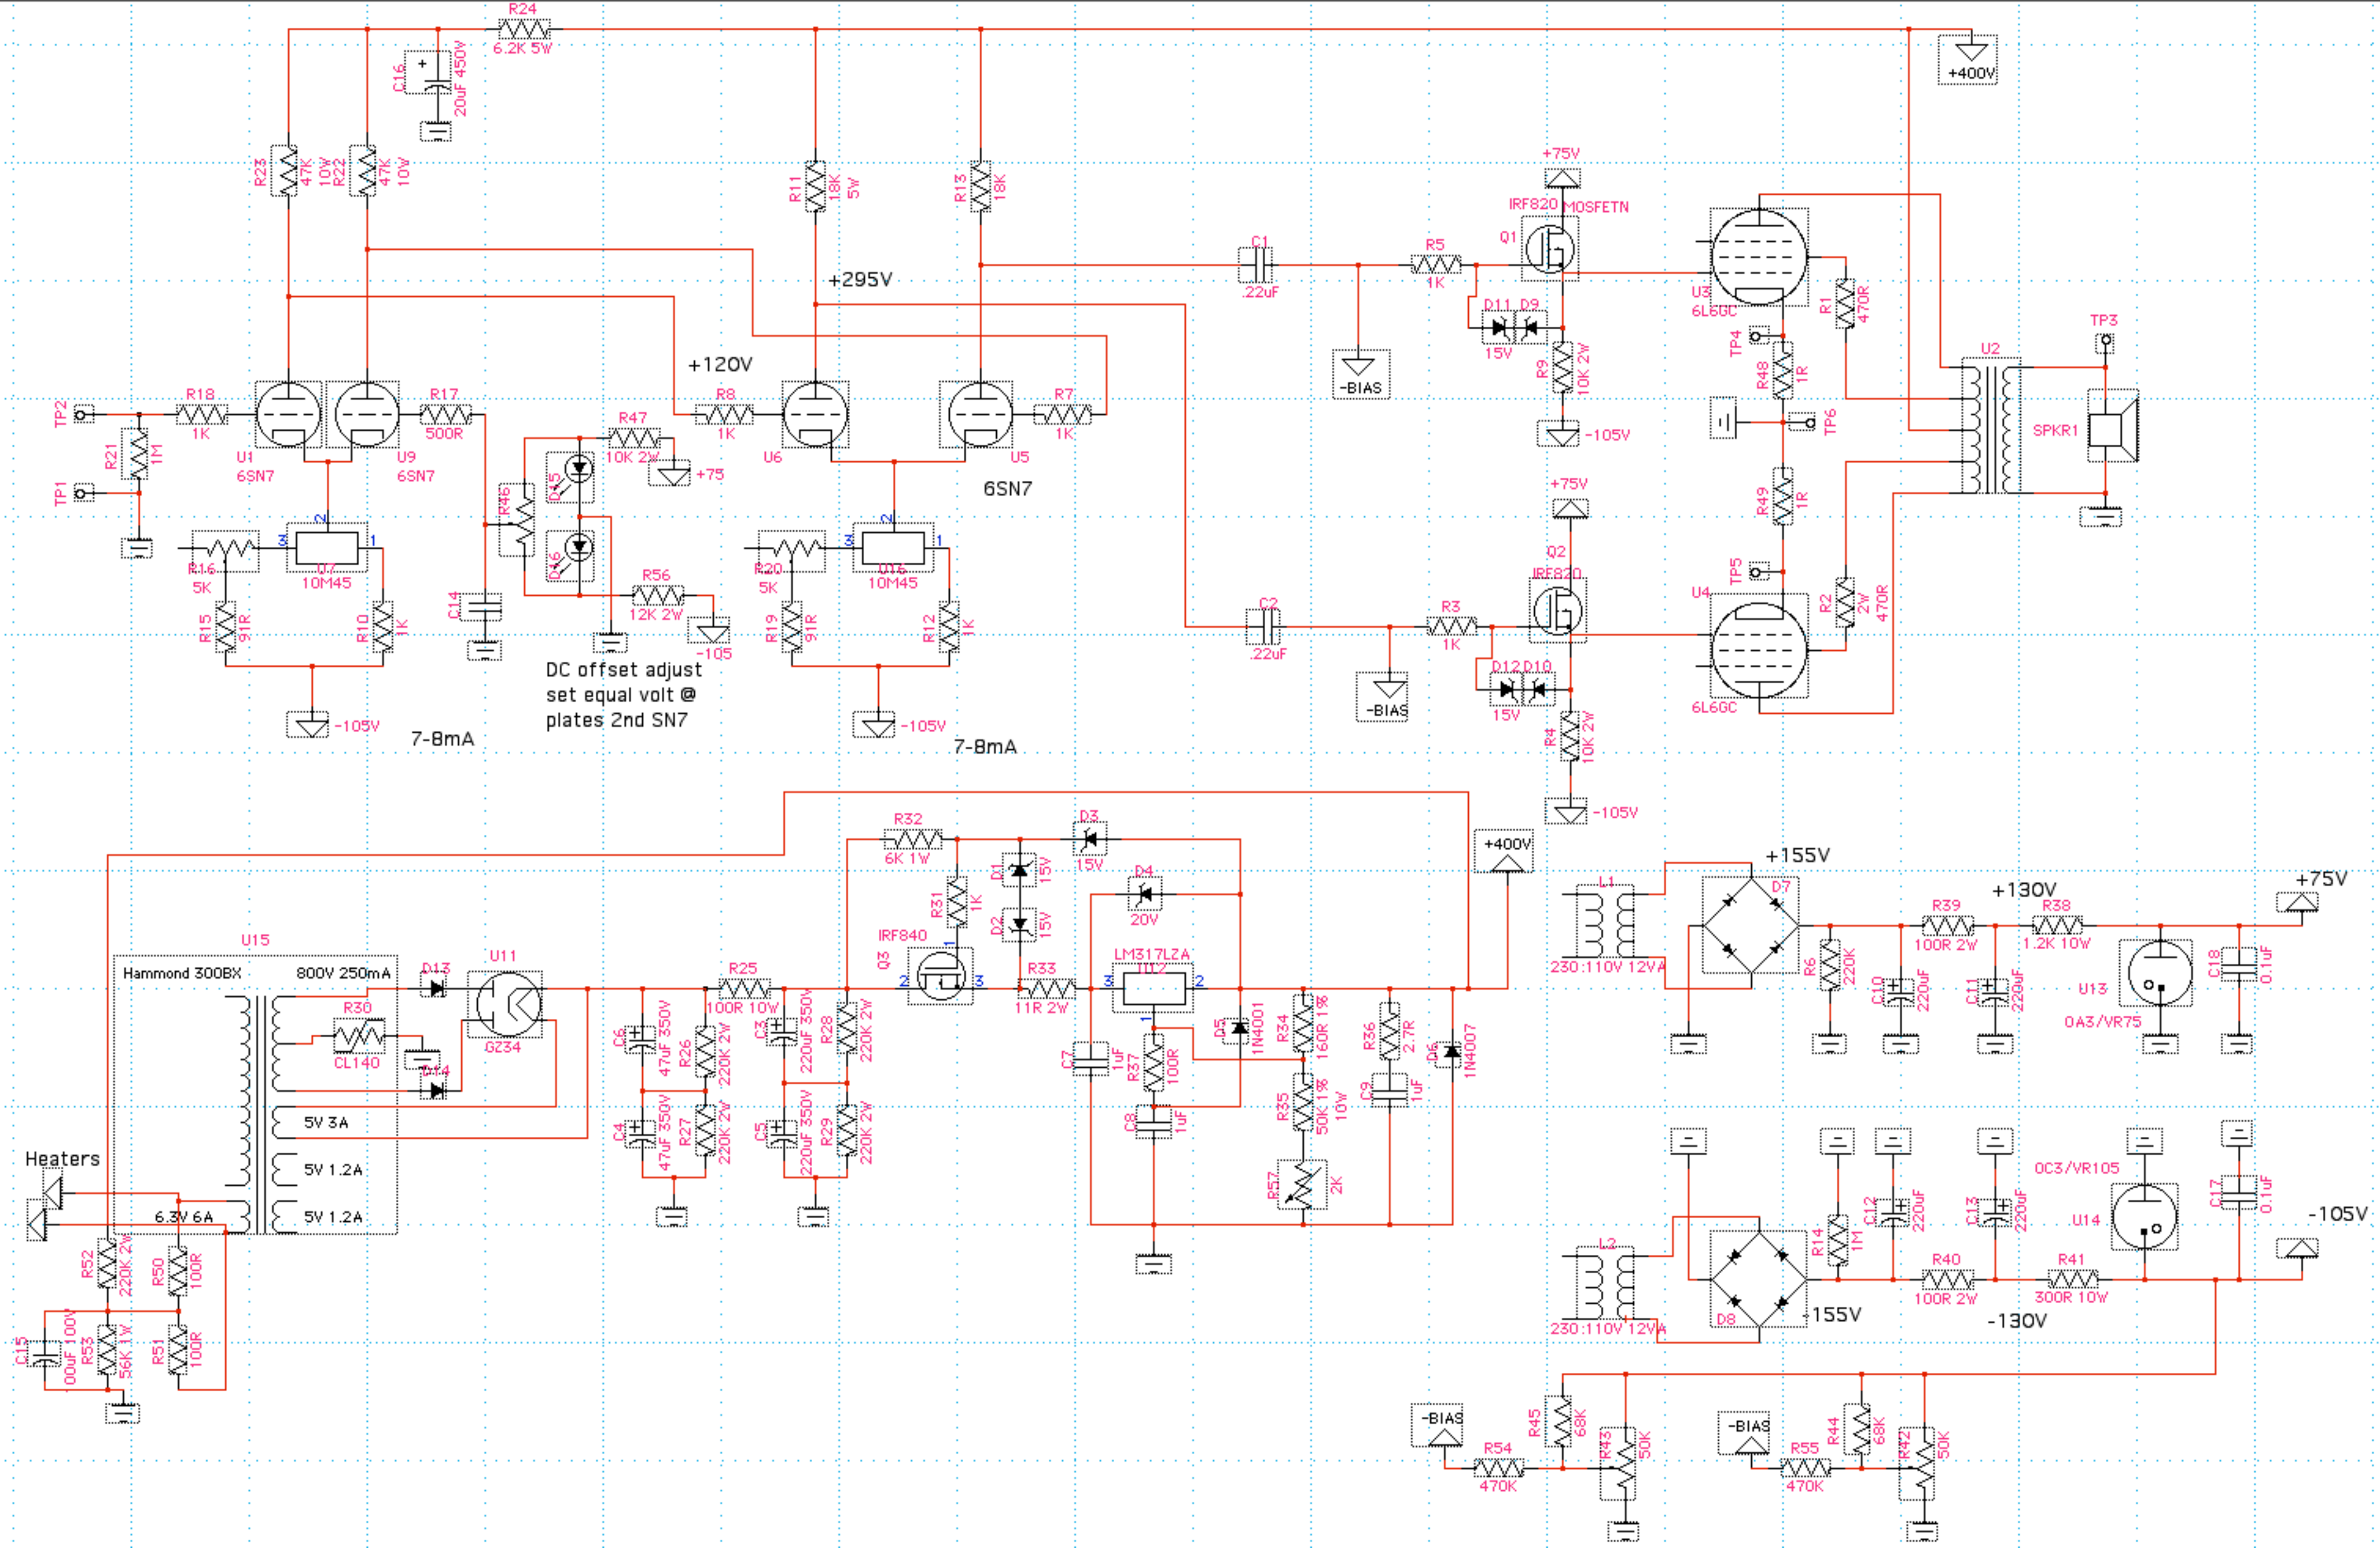 R24
6.2K 5W
C16
20uF 450V
+400V
R23
47K
10W
R22
47K
10W
R11
18K
5W
R13
18K
+75V
IRF820
MOSFETN
Q1
C1
.22uF
R5
1K
D11
D9
15V
R9
10K 2W
-105V
-BIAS
U3
6L6GC
R1
470R
TP4
R48
1R
TP6
TP3
U2
SPKR1
+295V
+120V
TP2
R18
1K
R21
1M
TP1
U1
6SN7
U9
6SN7
R17
500R
R47
10K 2W
+75
D15
D16
R46
R56
12K 2W
-105
R8
1K
U6
U5
R7
1K
6SN7
R16
5K
3
2
1
U7
10M45
R15
91R
R10
1K
C14
-105V
7-8mA
DC offset adjust
set equal volt @
plates 2nd SN7
R20
5K
3
2
1
U16
10M45
R19
91R
R12
1K
-105V
7-8mA
R49
1R
+75V
Q2
IRF820
C2
.22uF
R3
1K
D12
D10
15V
R4
10K 2W
-105V
-BIAS
TP5
U4
6L6GC
R2
2W
470R
U15
Hammond 300BX
800V 250mA
R30
CL140
D13
D14
U11
GZ34
5V 3A
5V 1.2A
5V 1.2A
6.3V 6A
Heaters
R52
220K 2W
R50
100R
C15
R53
56K 1W
R51
100R
C6
47uF 350V
R26
220K 2W
C4
47uF 350V
R27
220K 2W
R25
100R 10W
C3
220uF 350V
R28
220K 2W
C5
220uF 350V
R29
220K 2W
R32
6K 1W
R31
1K
D1
15V
D2
15V
D3
15V
D4
20V
IRF840
Q3
1
2
3
R33
11R 2W
LM317LZA
3
2
1
C7
1uF
R37
100R
C8
1uF
D5
1N4001
R34
160R 1%
R35
50K 1%
10W
R57
2K
R36
2.7R
C9
1uF
D6
1N4007
+400V
L1
230:110V 12VA
+155V
D7
R6
220K
C10
220uF
R39
100R 2W
C11
220uF
+130V
R38
1.2K 10W
U13
0A3/VR75
C18
0.1uF
+75V
L2
230:110V 12VA
D8
-155V
R14
1M
C12
220uF
R40
100R 2W
C13
220uF
-130V
R41
300R 10W
OC3/VR105
U14
C17
0.1uF
-105V
-BIAS
R54
470K
R45
68K
R43
50K
-BIAS
R55
470K
R44
68K
R42
50K